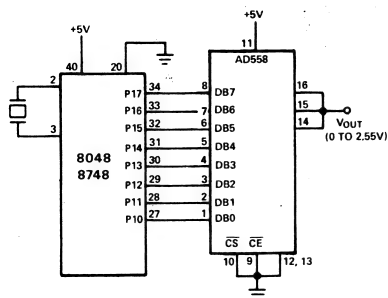 +5V
+5V
40
20
11
AD558
2
P17 34 8 DB7 16
P16 33 7 DB6
P15 32 6 DB5 15
3
14
VOUT
(0 TO 2.55V)
8048
8748
P14 31 5 DB4
P13 30 4 DB3
P12 29 3 DB2
P11 28 2 DB1
P10 27 1 DB0
CS CE
10 9 12, 13